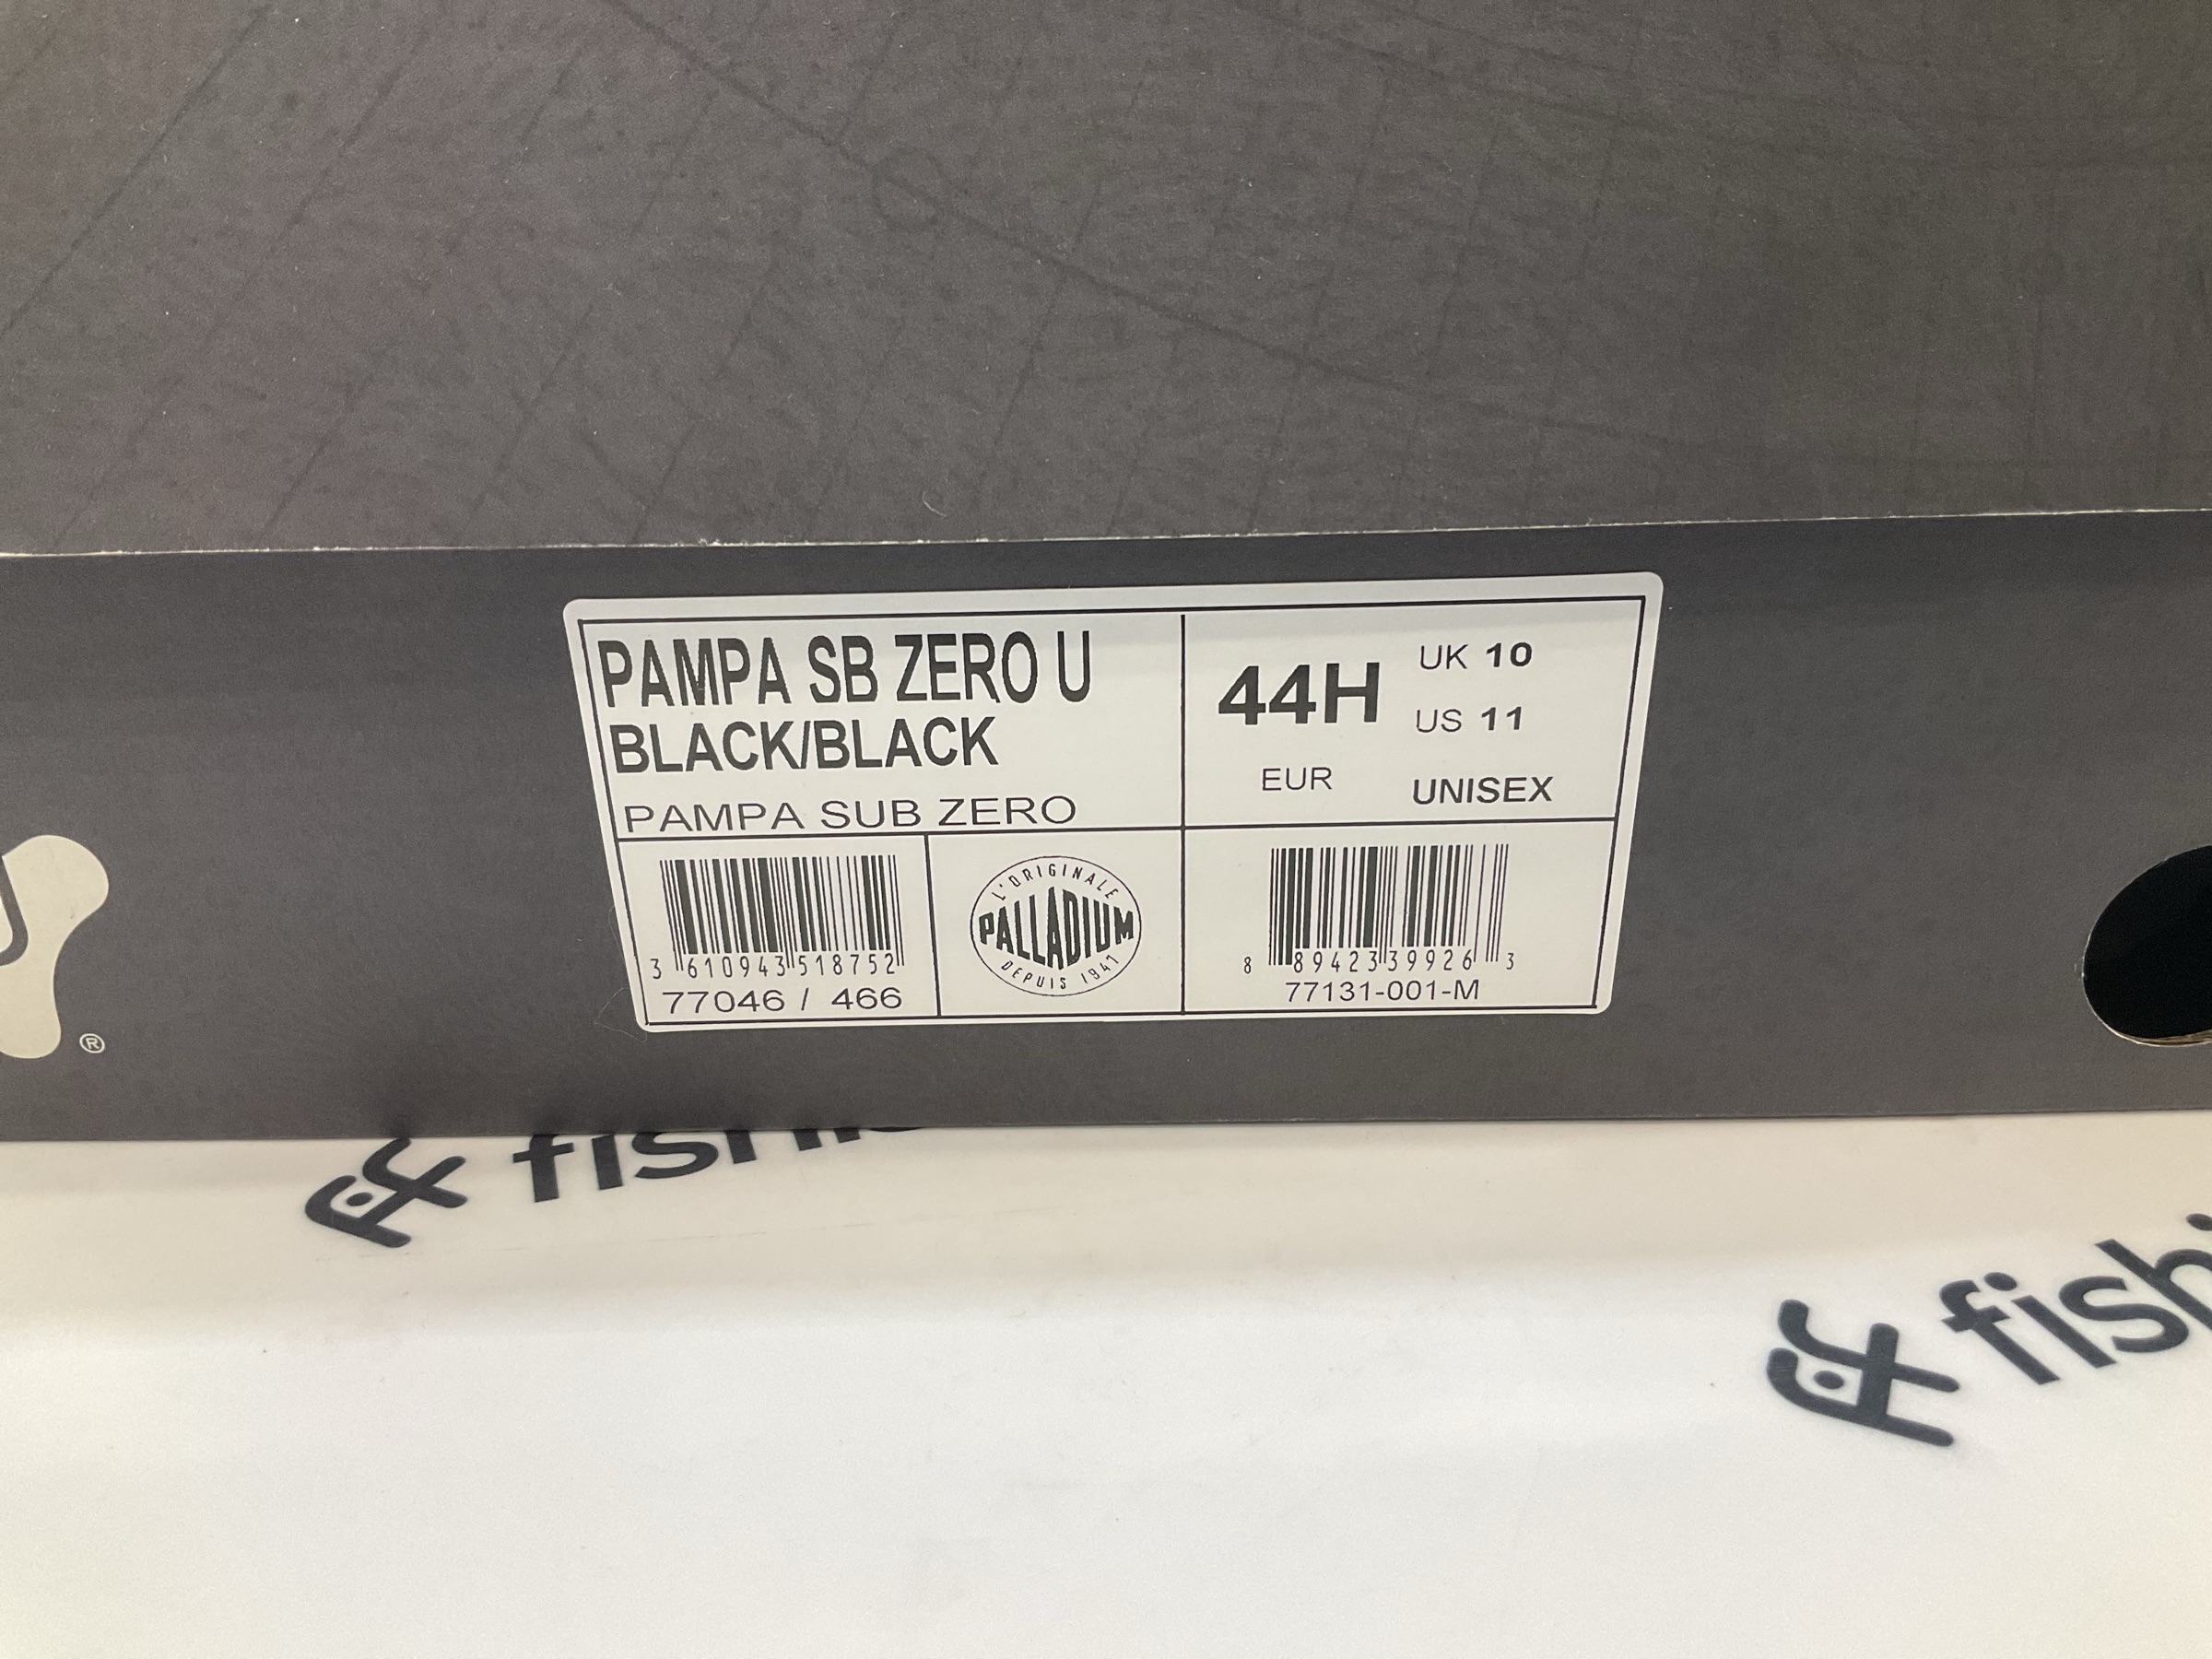 PAMPA SB ZERO U
BLACK/BLACK
PAMPA SUB ZERO
44H
EUR
UK 10
US 11
UNISEX
3 610943 518752
77046 / 466
L'ORIGINALE
PALLADIUM
DEPUIS 1947
8 89423 39926 3
77131-001-M
®